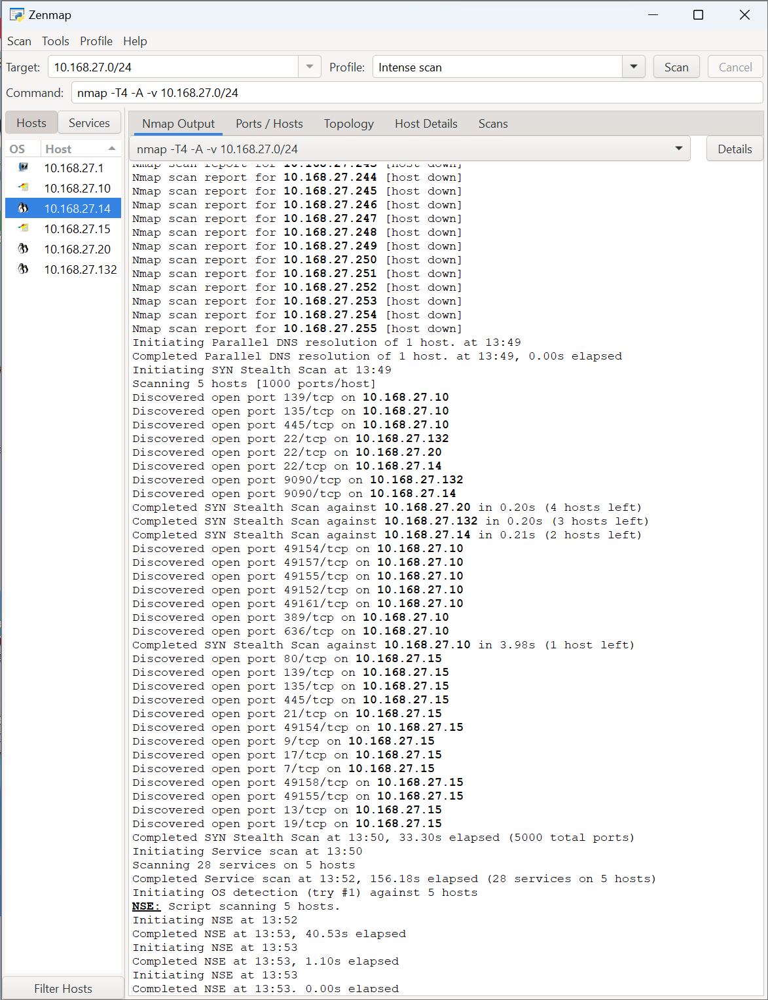 Zenmap
Scan Tools Profile Help
Target: 10.168.27.0/24 Profile: Intense scan Scan Cancel
Command: nmap -T4 -A -v 10.168.27.0/24
Hosts Services
OS Host
10.168.27.1
10.168.27.10
10.168.27.14
10.168.27.15
10.168.27.20
10.168.27.132
Filter Hosts
Nmap Output Ports / Hosts Topology Host Details Scans
nmap -T4 -A -v 10.168.27.0/24 Details
Nmap scan report for 10.168.27.243 [host down]
Nmap scan report for 10.168.27.244 [host down]
Nmap scan report for 10.168.27.245 [host down]
Nmap scan report for 10.168.27.246 [host down]
Nmap scan report for 10.168.27.247 [host down]
Nmap scan report for 10.168.27.248 [host down]
Nmap scan report for 10.168.27.249 [host down]
Nmap scan report for 10.168.27.250 [host down]
Nmap scan report for 10.168.27.251 [host down]
Nmap scan report for 10.168.27.252 [host down]
Nmap scan report for 10.168.27.253 [host down]
Nmap scan report for 10.168.27.254 [host down]
Nmap scan report for 10.168.27.255 [host down]
Initiating Parallel DNS resolution of 1 host. at 13:49
Completed Parallel DNS resolution of 1 host. at 13:49, 0.00s elapsed
Initiating SYN Stealth Scan at 13:49
Scanning 5 hosts [1000 ports/host]
Discovered open port 139/tcp on 10.168.27.10
Discovered open port 135/tcp on 10.168.27.10
Discovered open port 445/tcp on 10.168.27.10
Discovered open port 22/tcp on 10.168.27.132
Discovered open port 22/tcp on 10.168.27.20
Discovered open port 22/tcp on 10.168.27.14
Discovered open port 9090/tcp on 10.168.27.132
Discovered open port 9090/tcp on 10.168.27.14
Completed SYN Stealth Scan against 10.168.27.20 in 0.20s (4 hosts left)
Completed SYN Stealth Scan against 10.168.27.132 in 0.20s (3 hosts left)
Completed SYN Stealth Scan against 10.168.27.14 in 0.21s (2 hosts left)
Discovered open port 49154/tcp on 10.168.27.10
Discovered open port 49157/tcp on 10.168.27.10
Discovered open port 49155/tcp on 10.168.27.10
Discovered open port 49152/tcp on 10.168.27.10
Discovered open port 49161/tcp on 10.168.27.10
Discovered open port 389/tcp on 10.168.27.10
Discovered open port 636/tcp on 10.168.27.10
Completed SYN Stealth Scan against 10.168.27.10 in 3.98s (1 host left)
Discovered open port 80/tcp on 10.168.27.15
Discovered open port 139/tcp on 10.168.27.15
Discovered open port 135/tcp on 10.168.27.15
Discovered open port 445/tcp on 10.168.27.15
Discovered open port 21/tcp on 10.168.27.15
Discovered open port 49154/tcp on 10.168.27.15
Discovered open port 9/tcp on 10.168.27.15
Discovered open port 17/tcp on 10.168.27.15
Discovered open port 7/tcp on 10.168.27.15
Discovered open port 49158/tcp on 10.168.27.15
Discovered open port 49155/tcp on 10.168.27.15
Discovered open port 13/tcp on 10.168.27.15
Discovered open port 19/tcp on 10.168.27.15
Completed SYN Stealth Scan at 13:50, 33.30s elapsed (5000 total ports)
Initiating Service scan at 13:50
Scanning 28 services on 5 hosts
Completed Service scan at 13:52, 156.18s elapsed (28 services on 5 hosts)
Initiating OS detection (try #1) against 5 hosts
NSE: Script scanning 5 hosts.
Initiating NSE at 13:52
Completed NSE at 13:53, 40.53s elapsed
Initiating NSE at 13:53
Completed NSE at 13:53, 1.10s elapsed
Initiating NSE at 13:53
Completed NSE at 13:53, 0.00s elapsed